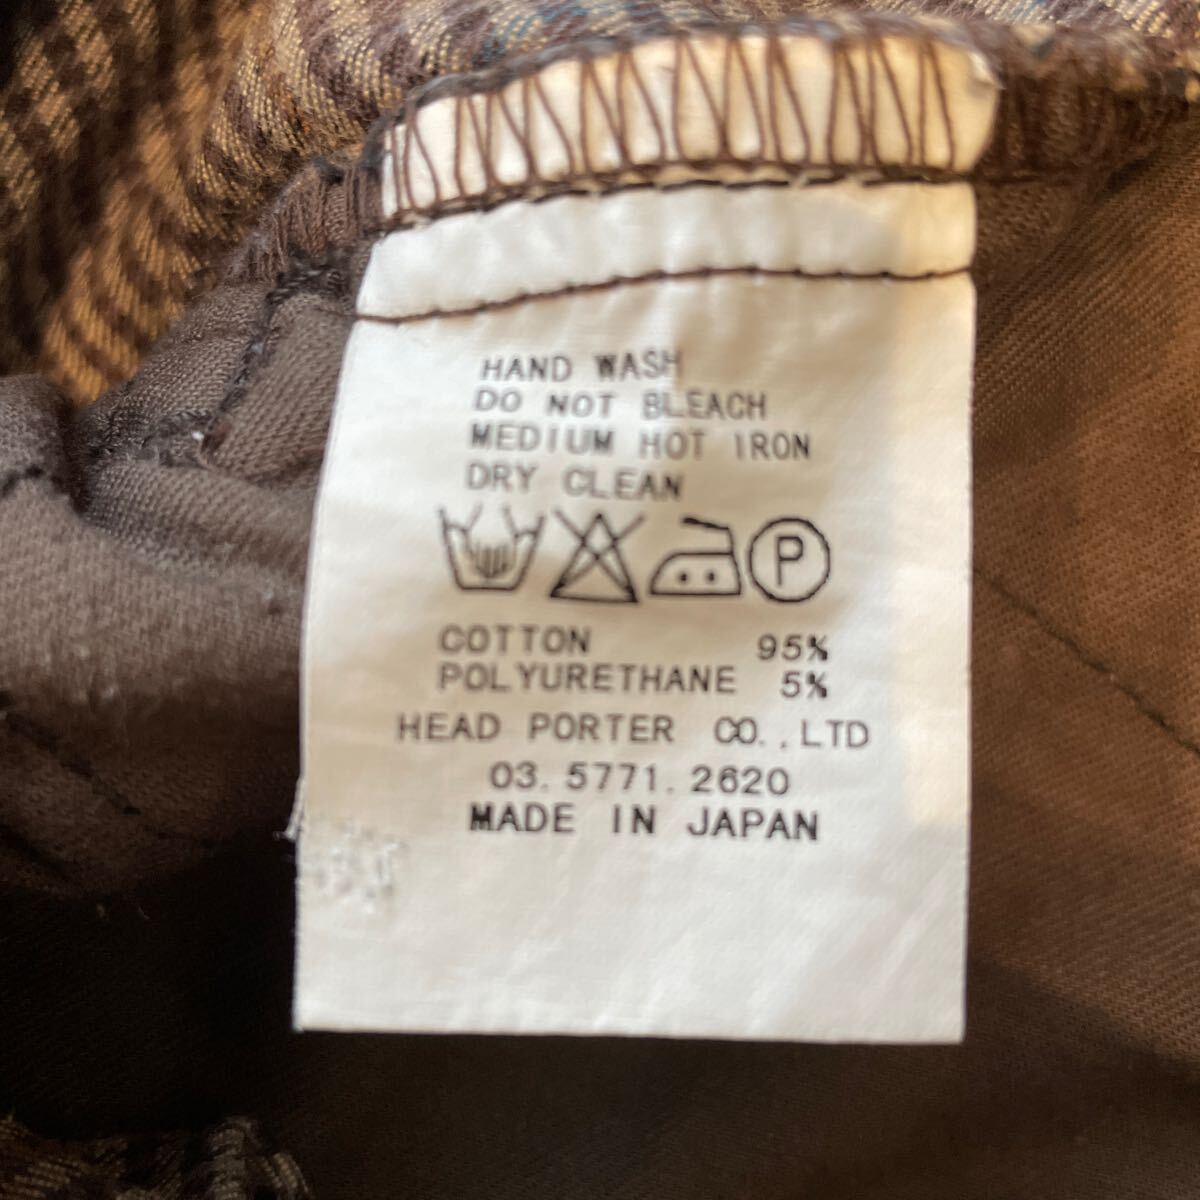 HAND WASH
DO NOT BLEACH
MEDIUM HOT IRON
DRY CLEAN
P
COTTON 95%
POLYURETHANE 5%
HEAD PORTER CO.,LTD
03.5771.2620
MADE IN JAPAN